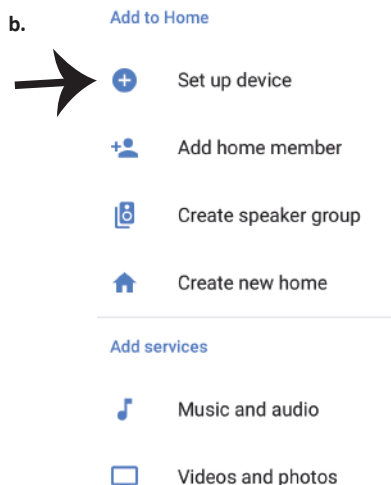 b.
Add to Home
Set up device
Add home member
Create speaker group
Create new home
Add services
Music and audio
Videos and photos